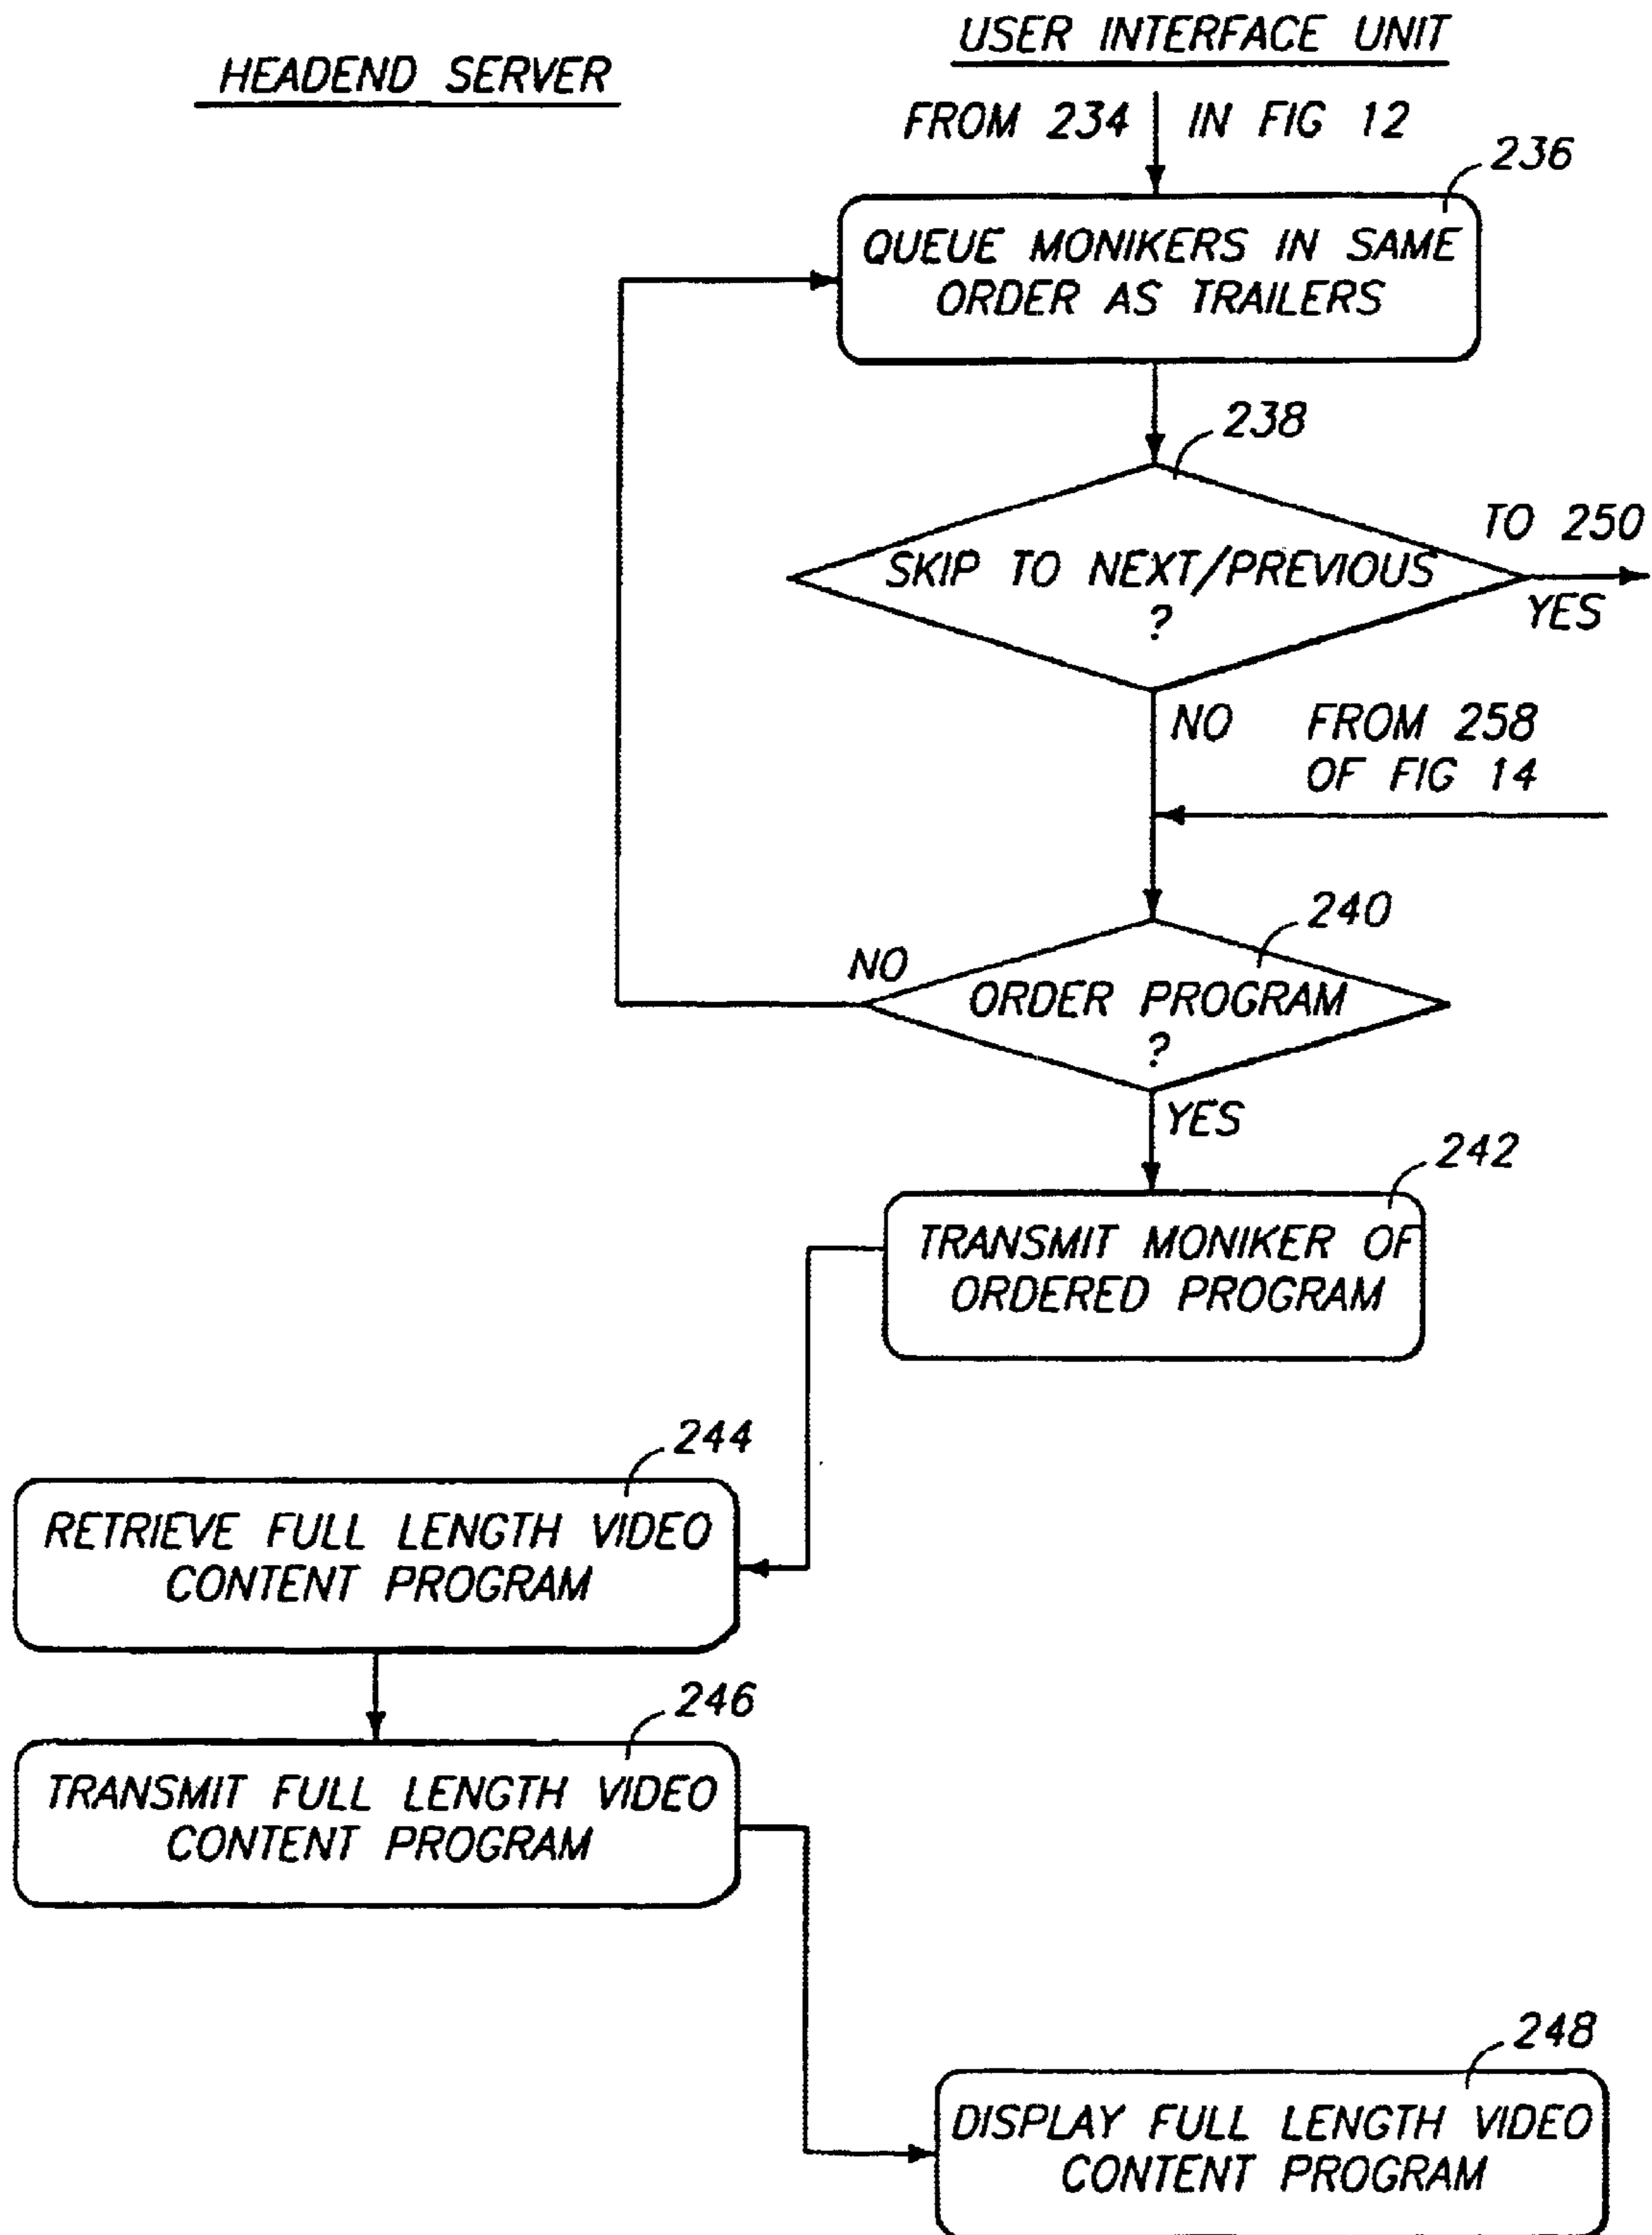 HEADEND SERVER
USER INTERFACE UNIT
FROM 234 IN FIG 12
236
QUEUE MONIKERS IN SAME
ORDER AS TRAILERS
238
SKIP TO NEXT/PREVIOUS
?
TO 250
YES
NO
FROM 258
OF FIG 14
240
NO
ORDER PROGRAM
?
YES
242
TRANSMIT MONIKER OF
ORDERED PROGRAM
244
RETRIEVE FULL LENGTH VIDEO
CONTENT PROGRAM
246
TRANSMIT FULL LENGTH VIDEO
CONTENT PROGRAM
248
DISPLAY FULL LENGTH VIDEO
CONTENT PROGRAM